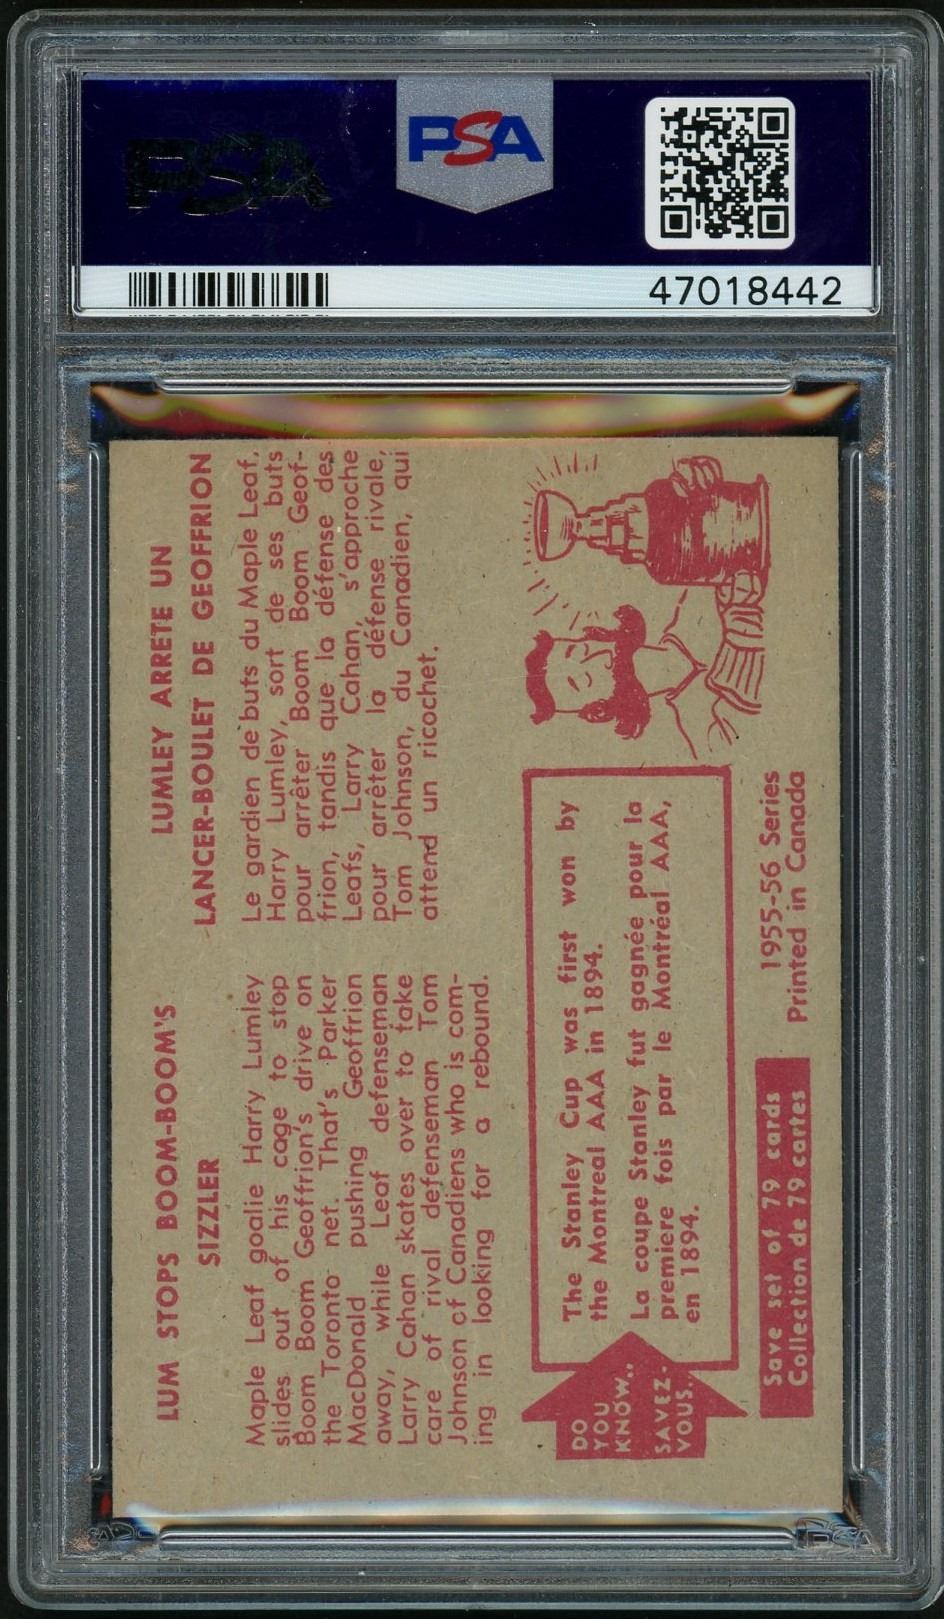 PSA
PSA
47018442
LUM STOPS BOOM-BOOM'S
SIZZLER
Maple Leaf goalie Harry Lumley
slides out of his cage to stop
Boom Boom Geoffrion's drive on
the Toronto net. That's Parker
MacDonald pushing Geoffrion
away, while Leaf defenseman
Larry Cahan skates over to take
care of rival defenseman Tom
Johnson of Canadiens who is com-
ing in looking for a rebound.
LUMLEY ARRETE UN
LANCER-BOULET DE GEOFFRION
Le gardien de buts du Maple Leaf,
Harry Lumley, sort de ses buts
pour arrêter Boom Boom Geof-
frion, tandis que la défense des
Leafs, Larry Cahan, s'approche
pour arrêter la défense rivale,
Tom Johnson, du Canadien, qui
attend un ricochet.
DO
YOU
KNOW..
SAVEZ-
VOUS..
The Stanley Cup was first won by
the Montreal AAA in 1894.
La coupe Stanley fut gagnée pour la
premiere fois par le Montréal AAA,
en 1894.
Save set of 79 cards
Collection de 79 cartes
1955-56 Series
Printed in Canada
PSA